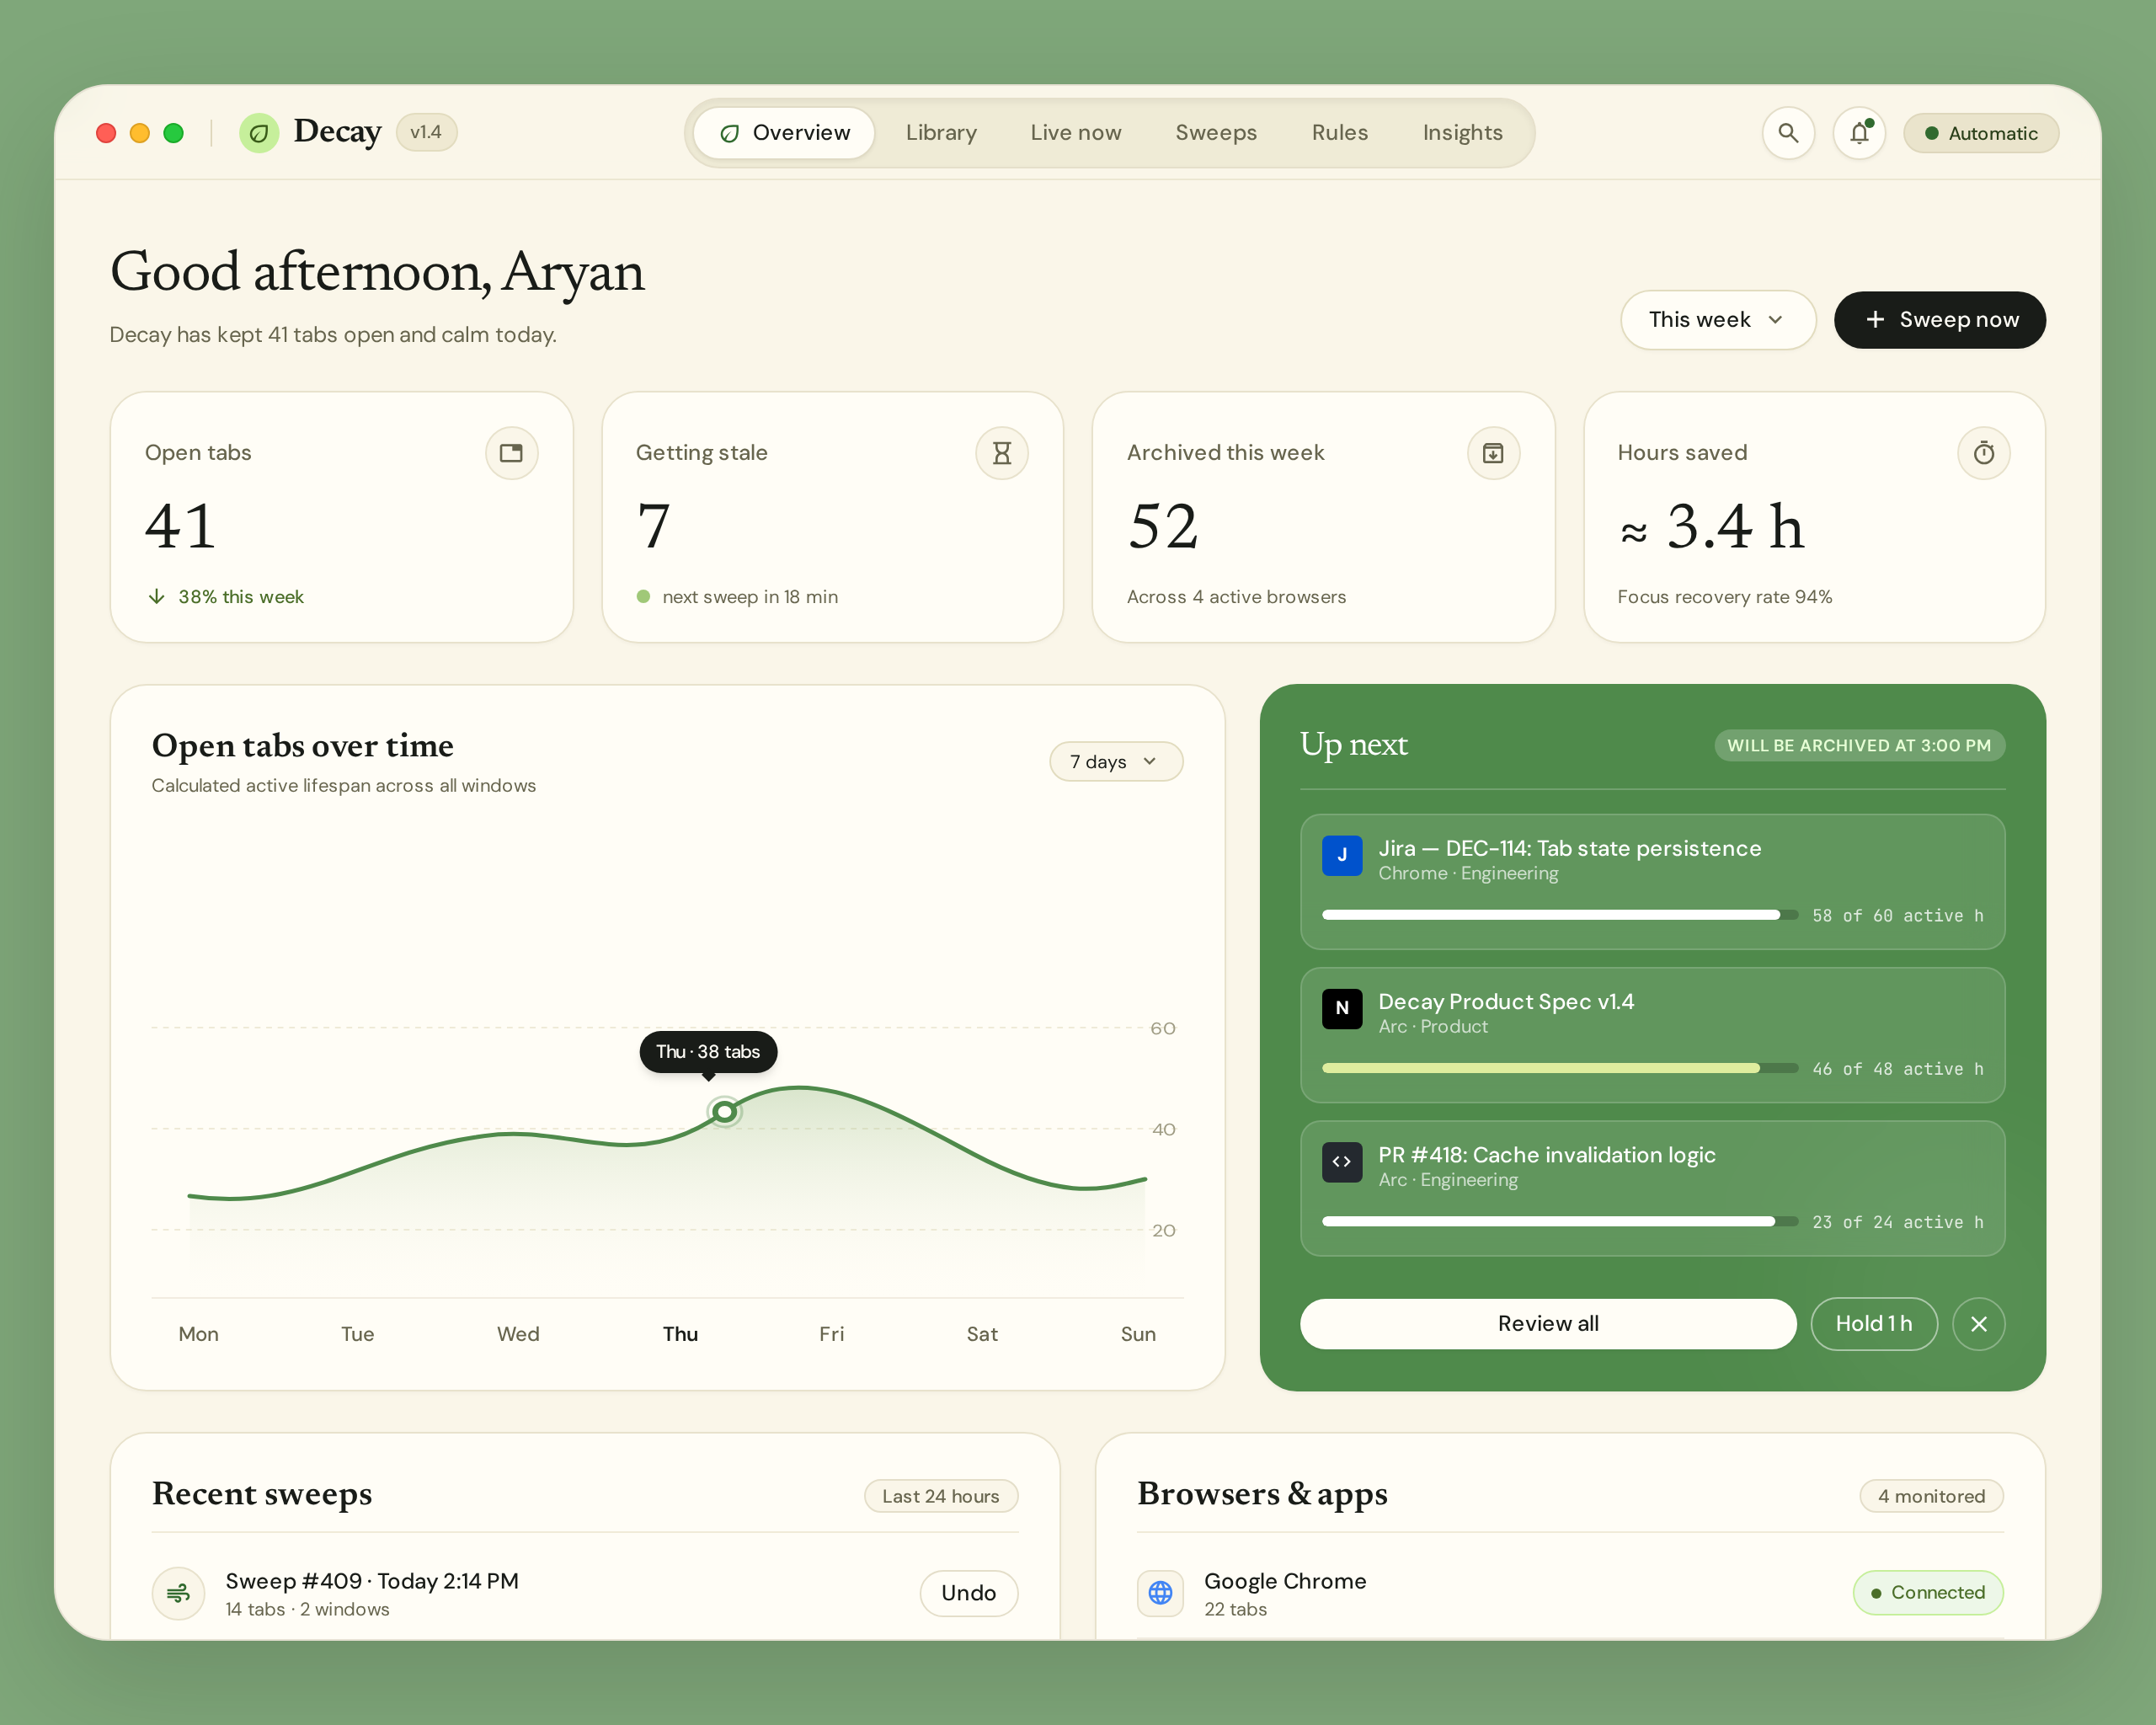 Decay v1.4 Overview Library Live now Sweeps Rules Insights Automatic
Good afternoon, Aryan
Decay has kept 41 tabs open and calm today.
This week Sweep now
Open tabs
41
38% this week
Getting stale
7
next sweep in 18 min
Archived this week
52
Across 4 active browsers
Hours saved
≈ 3.4 h
Focus recovery rate 94%
Open tabs over time
Calculated active lifespan across all windows
7 days
60
Thu · 38 tabs
40
20
Mon Tue Wed Thu Fri Sat Sun
Up next WILL BE ARCHIVED AT 3:00 PM
J Jira — DEC-114: Tab state persistence
Chrome · Engineering
58 of 60 active h
N Decay Product Spec v1.4
Arc · Product
46 of 48 active h
PR #418: Cache invalidation logic
Arc · Engineering
23 of 24 active h
Review all Hold 1 h
Recent sweeps Last 24 hours
Sweep #409 · Today 2:14 PM
14 tabs · 2 windows
Undo
Browsers & apps 4 monitored
Google Chrome
22 tabs
Connected